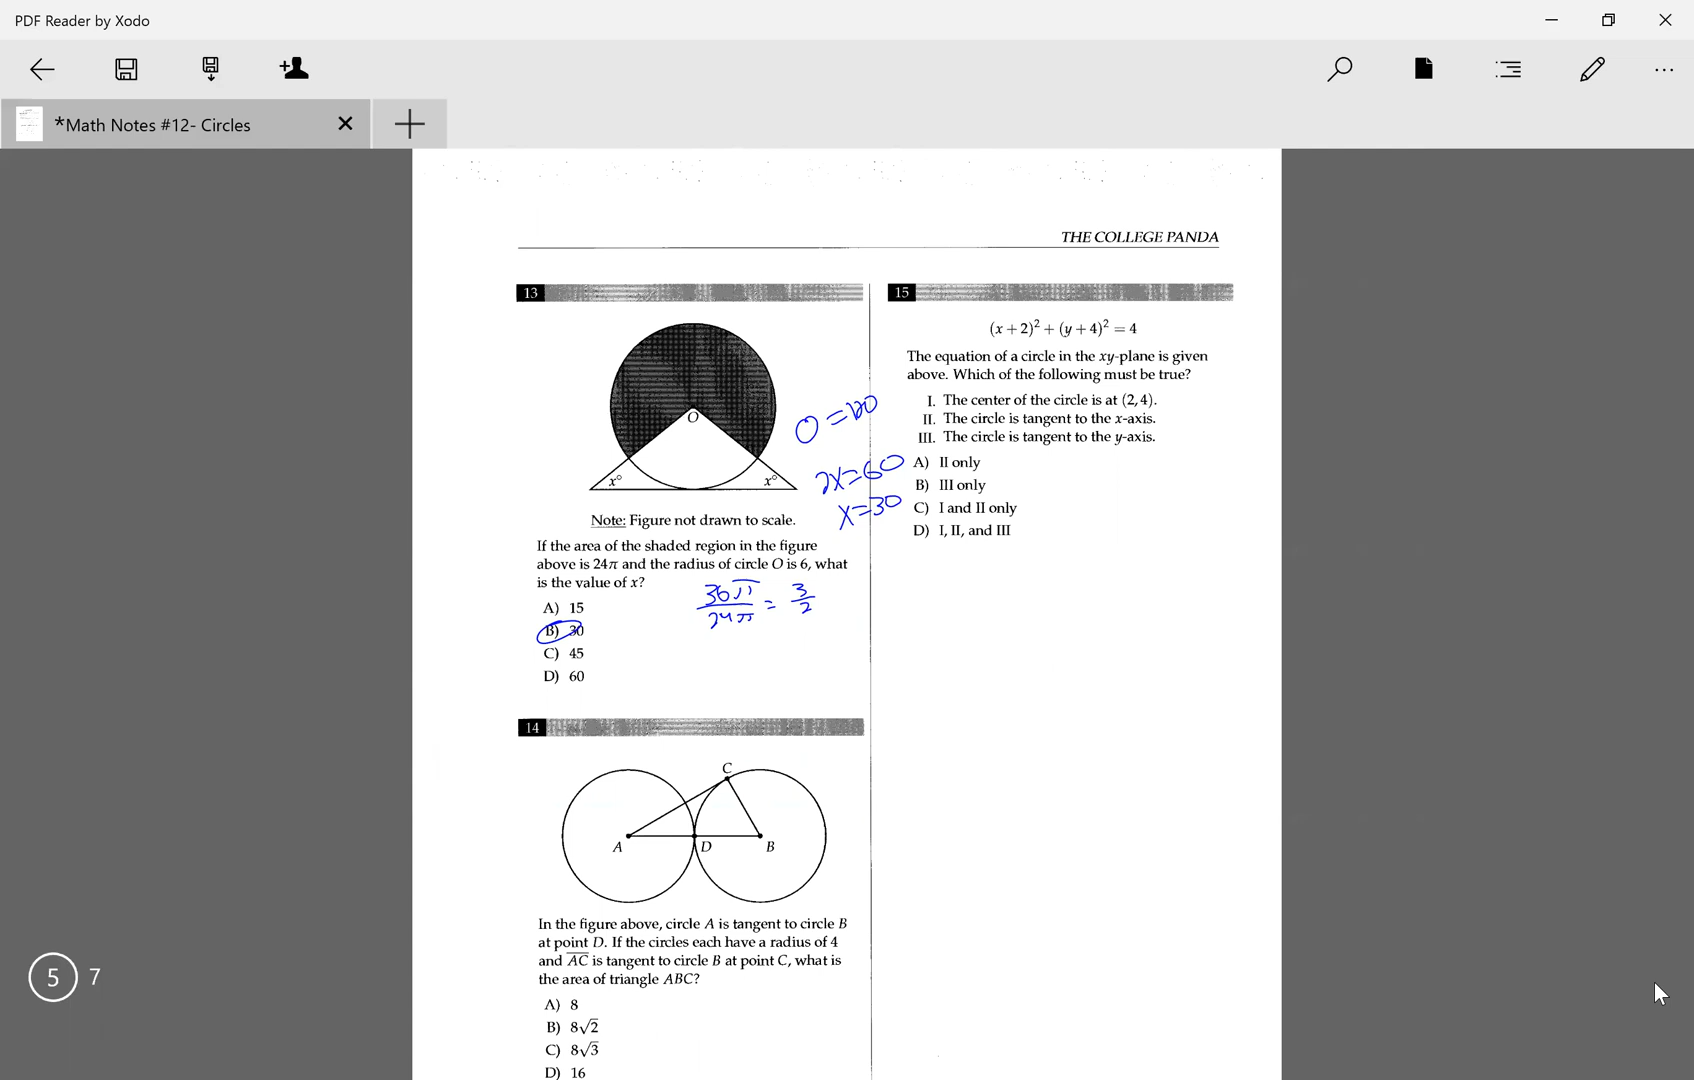 PDF Reader by Xodo
*Math Notes #12- Circles
THE COLLEGE PANDA
13
O
x°
x°
O = 120
2x = 60
x = 30
Note: Figure not drawn to scale.
If the area of the shaded region in the figure
above is 24π and the radius of circle O is 6, what
is the value of x?
36π/24π = 3/2
A) 15
B) 30
C) 45
D) 60
14
C
A
D
B
In the figure above, circle A is tangent to circle B
at point D. If the circles each have a radius of 4
and A̅C̅ is tangent to circle B at point C, what is
the area of triangle ABC?
A) 8
B) 8√2
C) 8√3
D) 16
15
(x + 2)² + (y + 4)² = 4
The equation of a circle in the xy-plane is given
above. Which of the following must be true?
I. The center of the circle is at (2, 4).
II. The circle is tangent to the x-axis.
III. The circle is tangent to the y-axis.
A) II only
B) III only
C) I and II only
D) I, II, and III
5 7